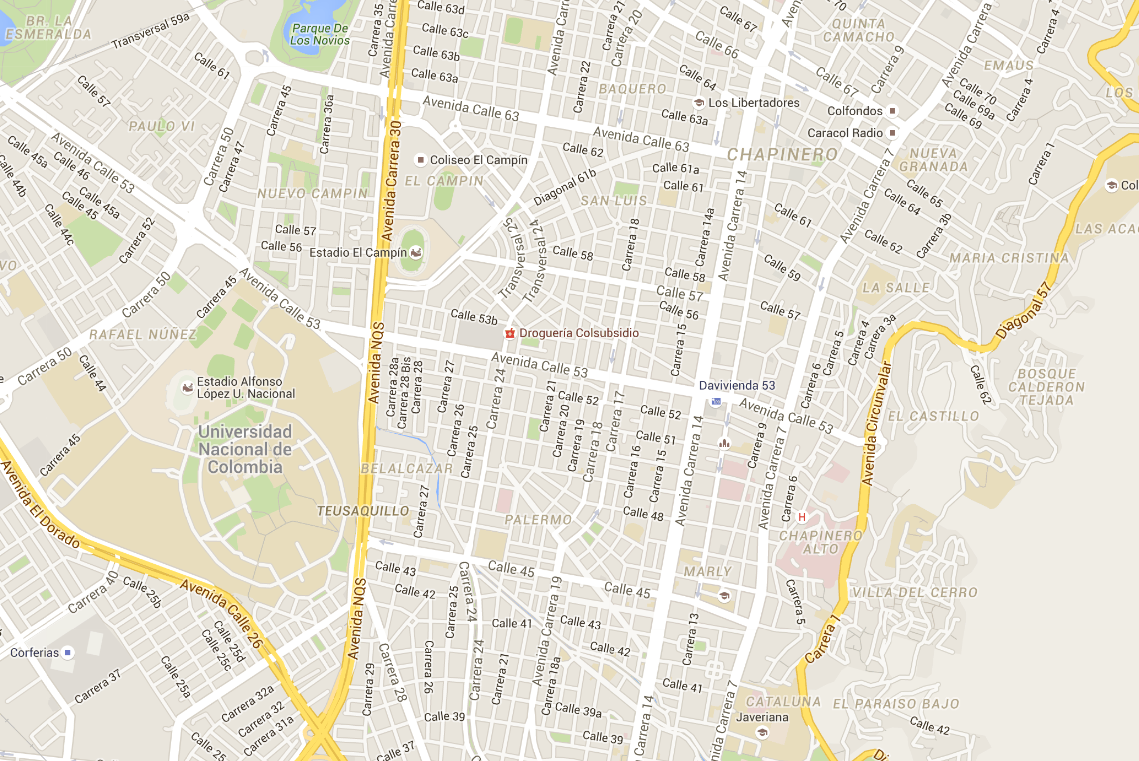 BR. LA
ESMERALDA
Transversal 59a
Parque De
Los Novios
Carrera 35
Avenida Carrera
Calle 63d
Calle 63c
Calle 63b
Calle 63a
Avenida Carrera
Carrera 21
Carrera 20
Calle 67
Calle 66
QUINTA
CAMACHO
Avenida Carrera
Calle 4
Carrera 4
EMAUS
LOS
Calle 61
Calle 57
Carrera 45
Carrera 36a
Carrera 22
BAQUERO
Calle 64
Los Libertadores
Calle 67
Carrera 9
Colfondos
Caracol Radio
Calle 70
Calle 69a
Calle 69
Carrera 4
PAULO VI
Carrera 50
Carrera 47
Avenida Carrera 30
Avenida Calle 63
Calle 63a
Avenida Calle 63
Calle 62
CHAPINERO
NUEVA
GRANADA
Carrera 1
Col
Avenida Calle 53
Calle 46
Calle 45a
Calle 45a
Calle 45
Calle 44b
Calle 44c
Carrera 52
NUEVO CAMPIN
Coliseo El Campín
EL CAMPIN
Diagonal 61b
Calle 61a
Calle 61
SAN LUIS
Avenida Carrera 14
Avenida Carrera 7
Calle 65
Calle 64
Carrera 3b
Calle 61
Calle 62
LAS ACA
Calle 57
Calle 56
Estadio El Campín
Transversal 25
Transversal 24
Calle 58
Carrera 18
Carrera 14a
Calle 58
Calle 57
Calle 56
Calle 59
Calle 57
MARIA CRISTINA
LA SALLE
VO
Carrera 50
Carrera 45
Avenida Calle 53
RAFAEL NÚÑEZ
Carrera 50
Calle 44
Avenida NQS
Calle 53b
Droguería Colsubsidio
Avenida Calle 53
Carrera 15
Carrera 5
Carrera 4
Carrera 3a
Diagonal 57
Estadio Alfonso
López U. Nacional
Carrera 28a
Carrera 28 Bis
Carrera 28
Carrera 27
Carrera 26
Carrera 25
Carrera 24
Carrera 21
Carrera 20
Carrera 19
Carrera 18
Carrera 17
Calle 52
Calle 52
Calle 51
Davivienda 53
Avenida Calle 53
Carrera 6
Calle 62
BOSQUE
CALDERON
TEJADA
EL CASTILLO
Avenida Circunvalar
Universidad
Nacional de
Colombia
Carrera 45
Avenida El Dorado
BELALCAZAR
TEUSAQUILLO
Carrera 27
PALERMO
Carrera 16
Carrera 15
Calle 48
Avenida Carrera 14
Carrera 9
Avenida Carrera 7
Carrera 6
H
CHAPINERO
ALTO
Carrera 40
Calle 25b
Avenida Calle 26
Avenida NQS
Calle 43
Calle 42
Calle 45
Calle 45
MARLY
Carrera 5
VILLA DEL CERRO
Carrera 1
Corferias
Carrera 37
Calle 25d
Calle 25c
Calle 25a
Carrera 32a
Carrera 32
Carrera 31a
Calle 25
Carrera 29
Carrera 28
Carrera 26
Carrera 25
Carrera 24
Carrera 24
Calle 41
Carrera 21
Avenida Carrera 19
Carrera 18a
Calle 43
Calle 42
Carrera 13
Calle 41
Calle 39
Calle 39a
Calle 39
Calle 37
Carrera 14
nida Carrera 7
CATALUNA
Javeriana
EL PARAISO BAJO
Calle 42
Di